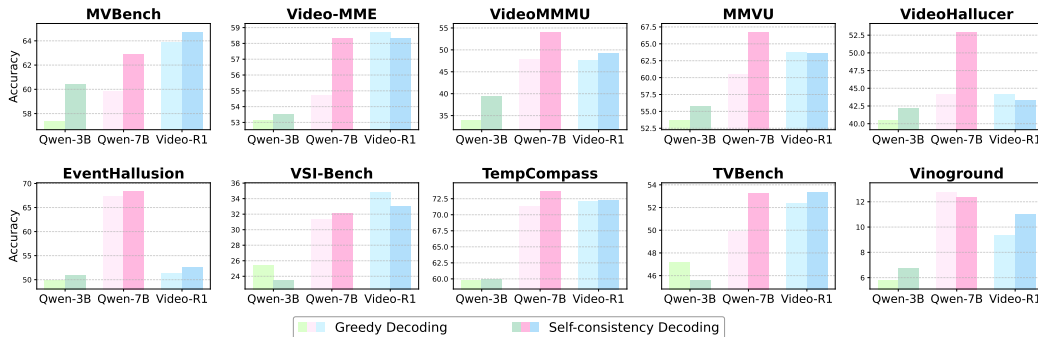 MVBench
Video-MME
VideoMMMU
MMVU
VideoHallucer
Accuracy
64
62
60
58
Qwen-3B Qwen-7B Video-R1
59
58
57
56
55
54
53
Qwen-3B Qwen-7B Video-R1
55
50
45
40
35
Qwen-3B Qwen-7B Video-R1
67.5
65.0
62.5
60.0
57.5
55.0
52.5
Qwen-3B Qwen-7B Video-R1
52.5
50.0
47.5
45.0
42.5
40.0
Qwen-3B Qwen-7B Video-R1
EventHallusion
VSI-Bench
TempCompass
TVBench
Vinoground
Accuracy
70
65
60
55
50
Qwen-3B Qwen-7B Video-R1
36
34
32
30
28
26
24
Qwen-3B Qwen-7B Video-R1
72.5
70.0
67.5
65.0
62.5
60.0
Qwen-3B Qwen-7B Video-R1
54
52
50
48
46
Qwen-3B Qwen-7B Video-R1
12
10
8
6
Qwen-3B Qwen-7B Video-R1
Greedy Decoding
Self-consistency Decoding